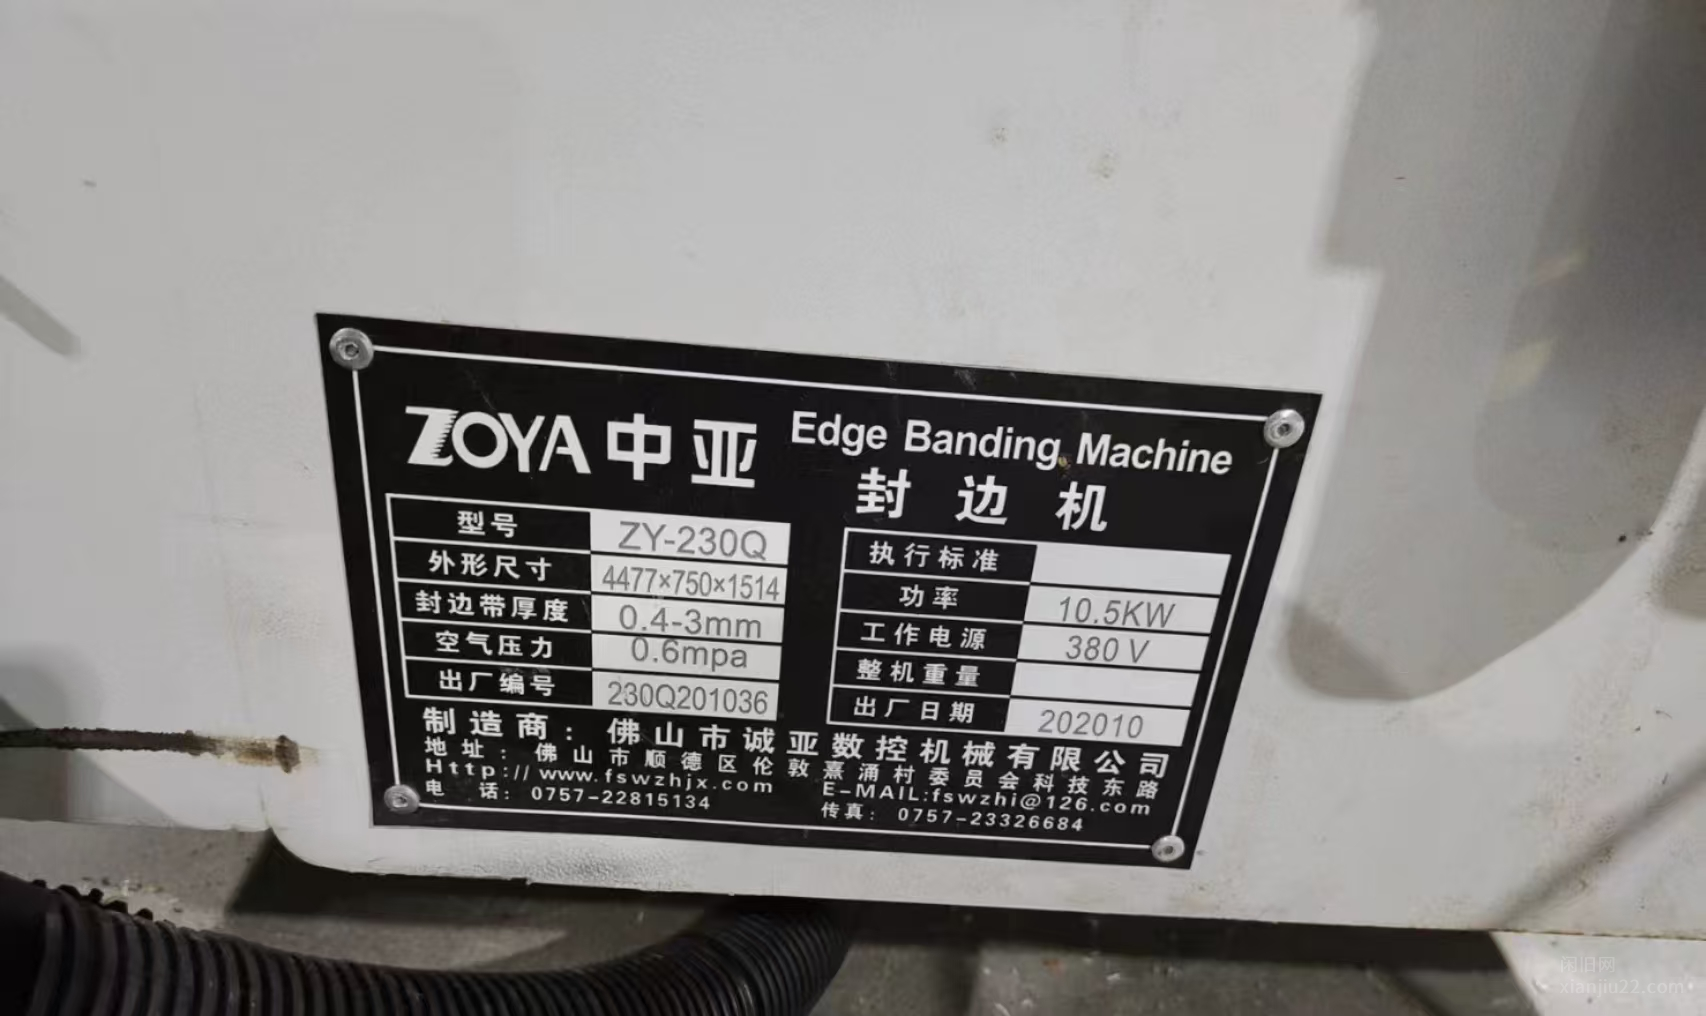 ZOYA 中亚 Edge Banding Machine
封边机
型号 ZY-230Q
外形尺寸 4477×750×1514
封边带厚度 0.4-3mm
空气压力 0.6mpa
出厂编号 230Q201036
执行标准
功率 10.5KW
工作电源 380V
整机重量
出厂日期 202010
制造商：佛山市诚亚数控机械有限公司
地址：佛山市顺德区伦敦熹涌村委员会科技东路
Http://www.fswzhjx.com E-MAIL:fswzhi@126.com
电话：0757-22815134 传真：0757-23326684
闲旧网
xianjiu22.com